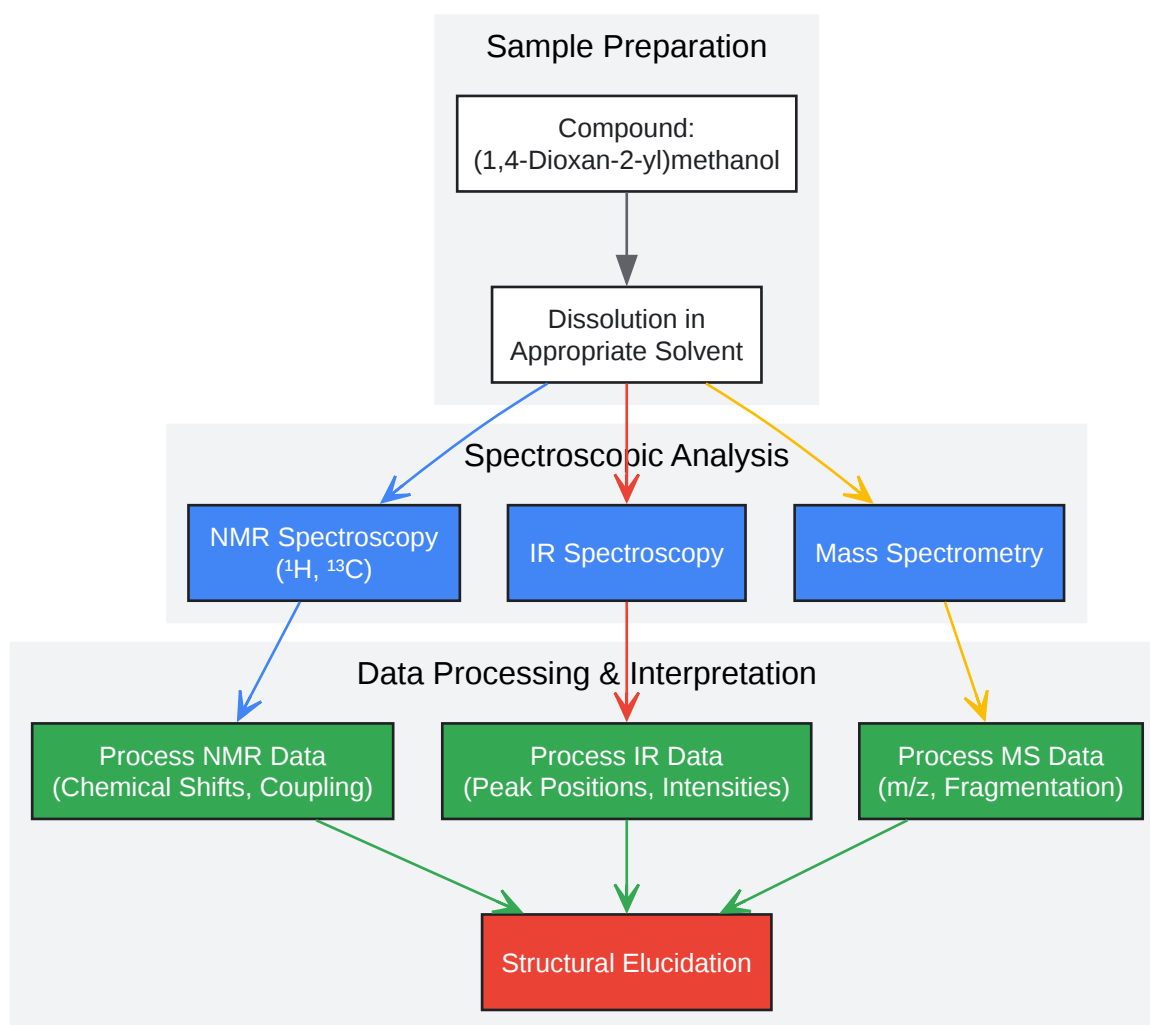 Sample Preparation
Compound:
(1,4-Dioxan-2-yl)methanol
Dissolution in
Appropriate Solvent
Spectroscopic Analysis
NMR Spectroscopy
(¹H, ¹³C)
IR Spectroscopy
Mass Spectrometry
Data Processing & Interpretation
Process NMR Data
(Chemical Shifts, Coupling)
Process IR Data
(Peak Positions, Intensities)
Process MS Data
(m/z, Fragmentation)
Structural Elucidation